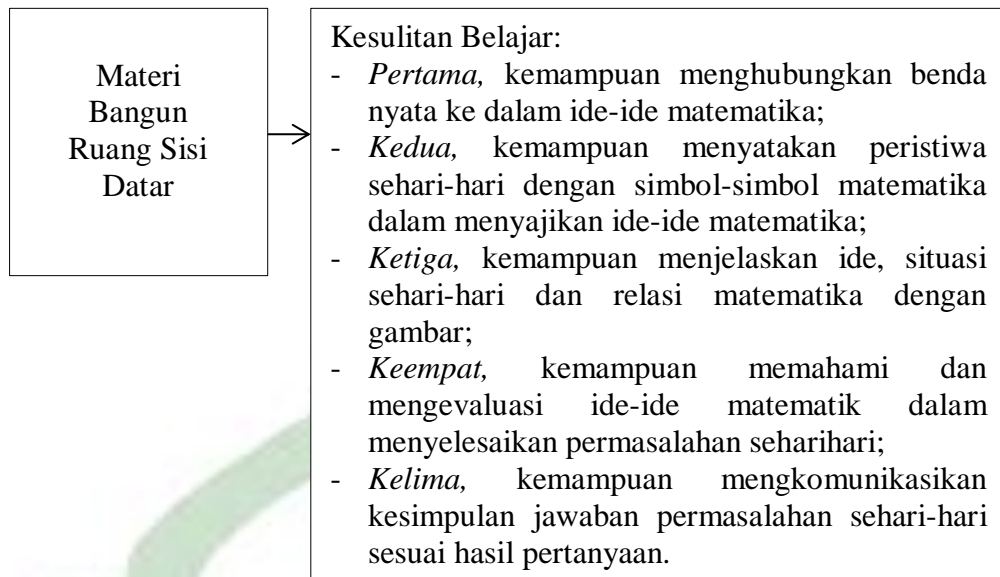 Materi
Bangun
Ruang Sisi
Datar
Kesulitan Belajar:
- Pertama, kemampuan menghubungkan benda
nyata ke dalam ide-ide matematika;
- Kedua, kemampuan menyatakan peristiwa
sehari-hari dengan simbol-simbol matematika
dalam menyajikan ide-ide matematika;
- Ketiga, kemampuan menjelaskan ide, situasi
sehari-hari dan relasi matematika dengan
gambar;
- Keempat, kemampuan memahami dan
mengevaluasi ide-ide matematik dalam
menyelesaikan permasalahan seharihari;
- Kelima, kemampuan mengkomunikasikan
kesimpulan jawaban permasalahan sehari-hari
sesuai hasil pertanyaan.